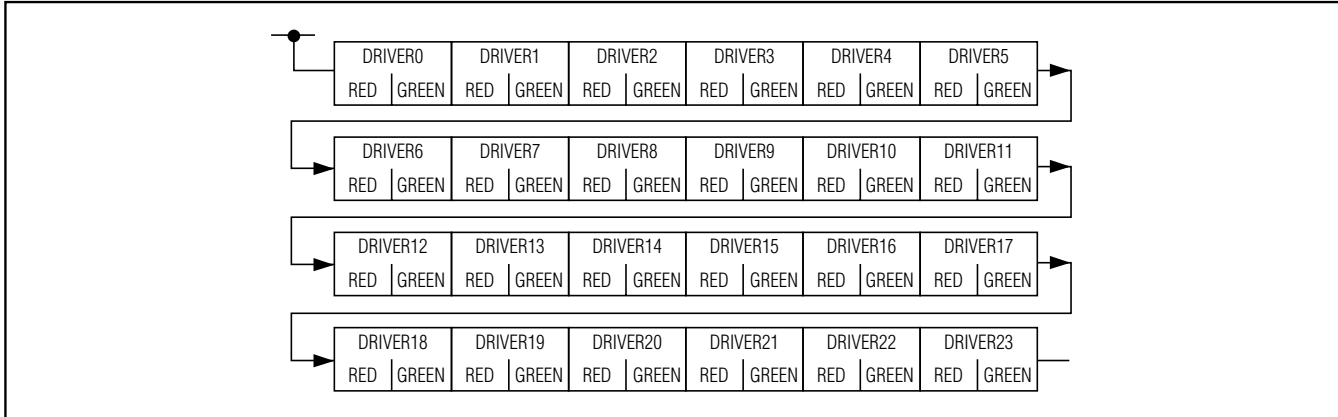 DRIVER0 DRIVER1 DRIVER2 DRIVER3 DRIVER4 DRIVER5
RED GREEN RED GREEN RED GREEN RED GREEN RED GREEN RED GREEN
DRIVER6 DRIVER7 DRIVER8 DRIVER9 DRIVER10 DRIVER11
RED GREEN RED GREEN RED GREEN RED GREEN RED GREEN RED GREEN
DRIVER12 DRIVER13 DRIVER14 DRIVER15 DRIVER16 DRIVER17
RED GREEN RED GREEN RED GREEN RED GREEN RED GREEN RED GREEN
DRIVER18 DRIVER19 DRIVER20 DRIVER21 DRIVER22 DRIVER23
RED GREEN RED GREEN RED GREEN RED GREEN RED GREEN RED GREEN